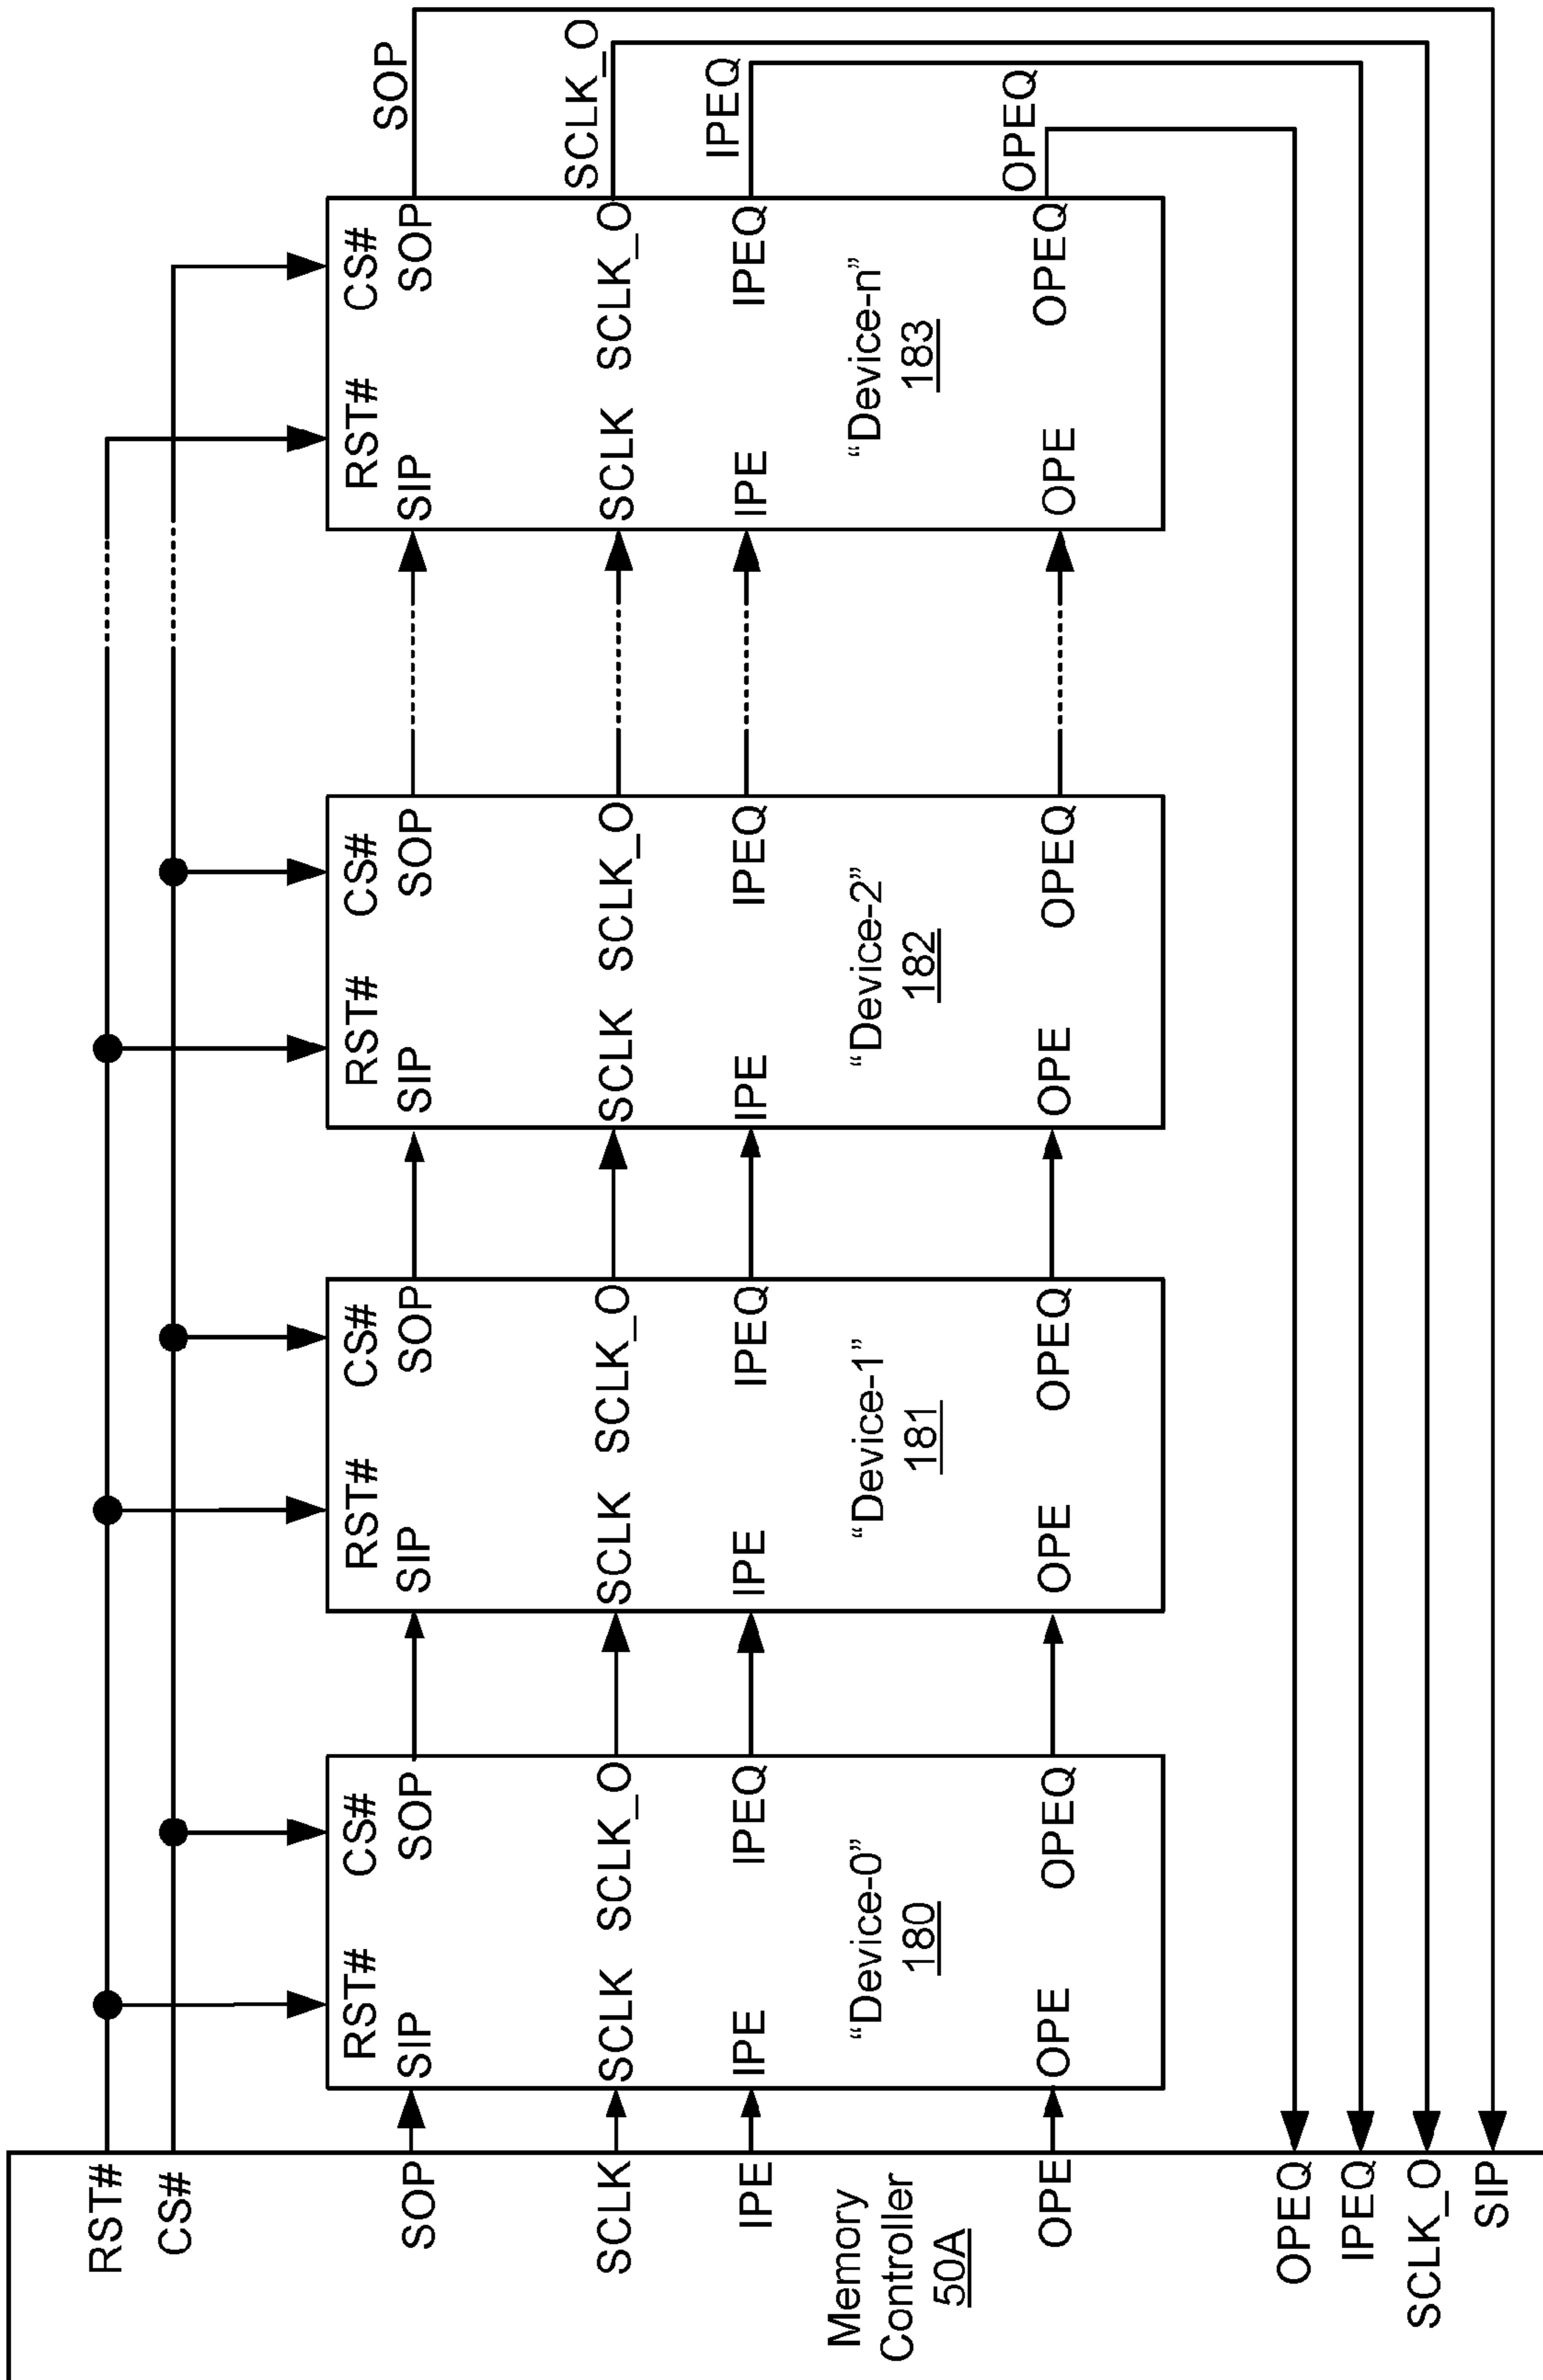 RST#
CS#
SOP
SCLK
IPE
Memory
Controller
50A
OPE
OPEQ
IPEQ
SCLK_O
SIP
RST# CS#
SIP SOP
SCLK SCLK_O
IPE IPEQ
“Device-0”
180
OPE OPEQ
RST# CS#
SIP SOP
SCLK SCLK_O
IPE IPEQ
“Device-1”
181
OPE OPEQ
RST# CS#
SIP SOP
SCLK SCLK_O
IPE IPEQ
“Device-2”
182
OPE OPEQ
RST# CS#
SIP SOP
SCLK SCLK_O
IPE IPEQ
“Device-n”
183
OPE OPEQ
SOP
SCLK_O
IPEQ
OPEQ